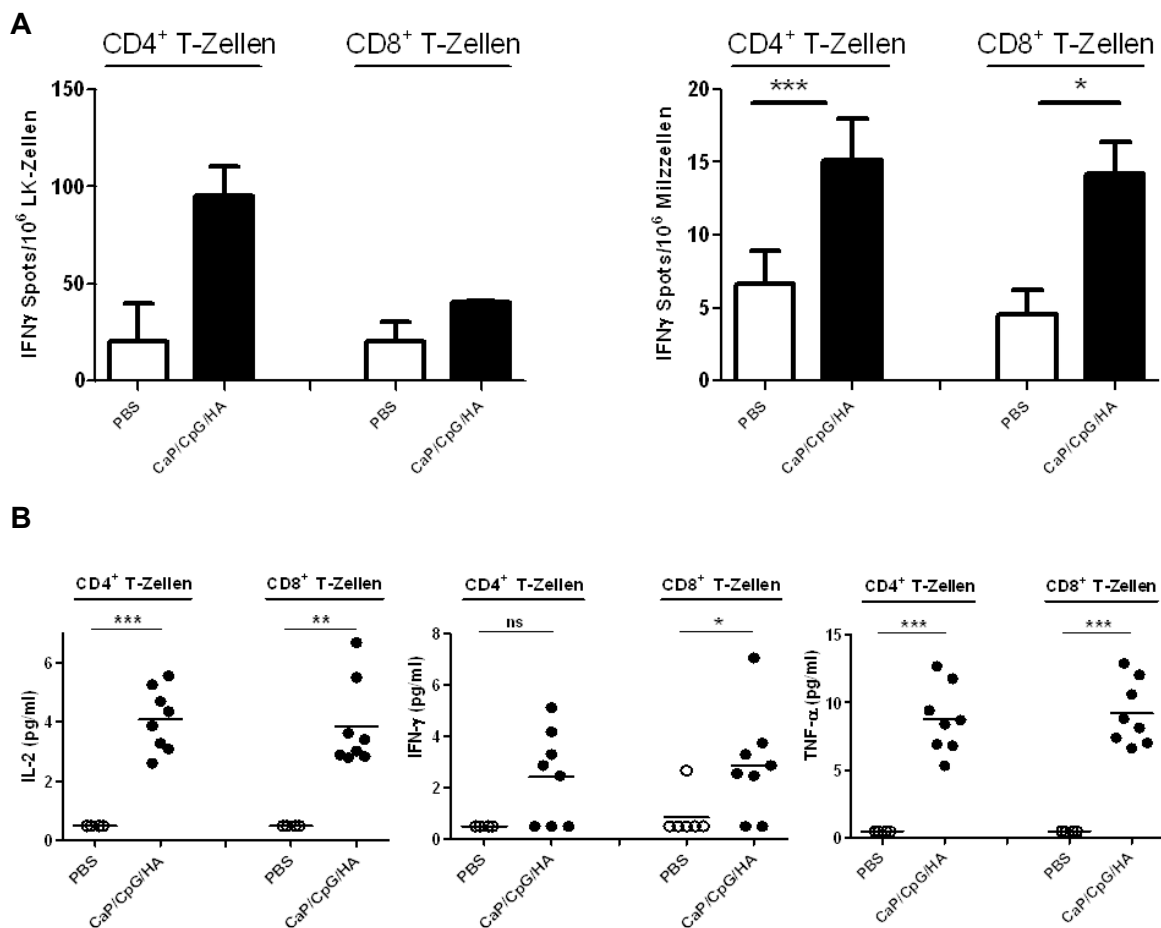 A
CD4⁺ T-Zellen
CD8⁺ T-Zellen
IFNγ Spots/10⁶ LK-Zellen
150
100
50
0
PBS
CaP/CpG/HA
PBS
CaP/CpG/HA
CD4⁺ T-Zellen
CD8⁺ T-Zellen
***
*
IFNγ Spots/10⁶ Milzzellen
20
15
10
5
0
PBS
CaP/CpG/HA
PBS
CaP/CpG/HA
B
CD4⁺ T-Zellen
CD8⁺ T-Zellen
***
**
IL-2 (pg/ml)
6
4
2
0
PBS
CaP/CpG/HA
PBS
CaP/CpG/HA
CD4⁺ T-Zellen
CD8⁺ T-Zellen
ns
*
IFN-γ (pg/ml)
8
6
4
2
0
PBS
CaP/CpG/HA
PBS
CaP/CpG/HA
CD4⁺ T-Zellen
CD8⁺ T-Zellen
***
***
TNF-α (pg/ml)
15
10
5
0
PBS
CaP/CpG/HA
PBS
CaP/CpG/HA